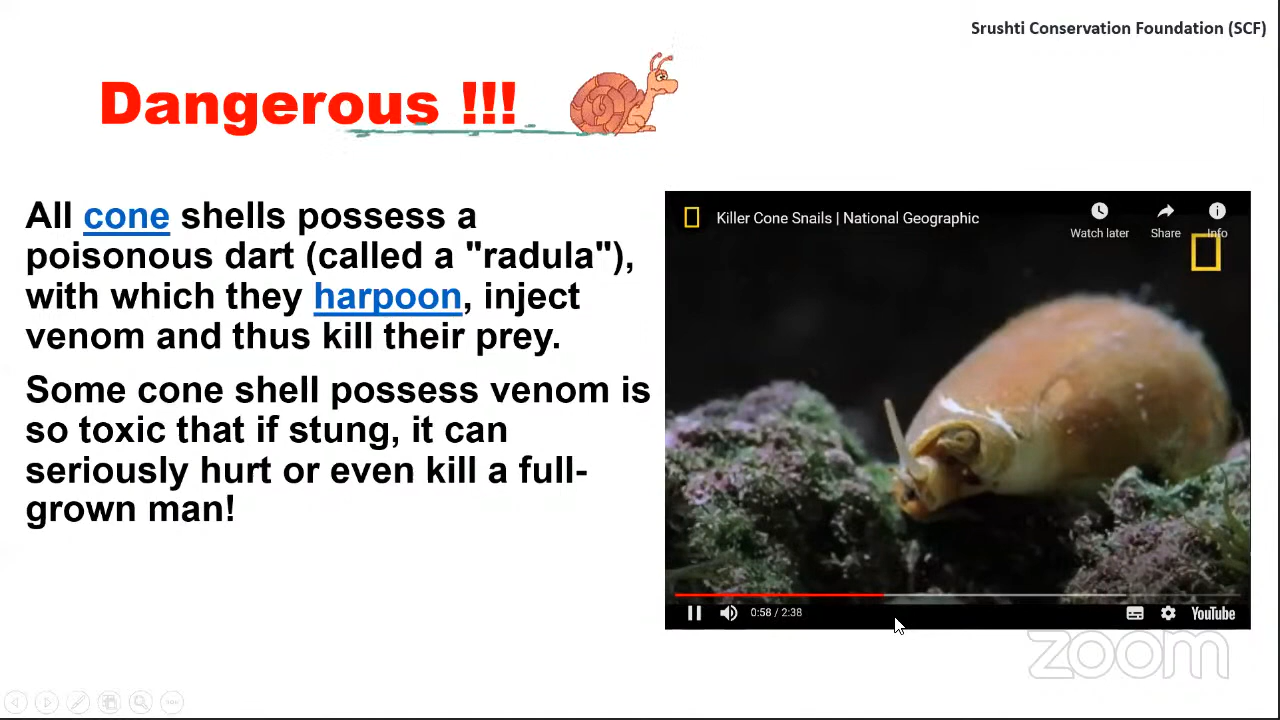 Srushti Conservation Foundation (SCF)
Dangerous !!!
All cone shells possess a
poisonous dart (called a "radula"),
with which they harpoon, inject
venom and thus kill their prey.
Some cone shell possess venom is
so toxic that if stung, it can
seriously hurt or even kill a full-
grown man!
Killer Cone Snails | National Geographic
Watch later
Share
Info
0:58 / 2:38
YouTube
zoom